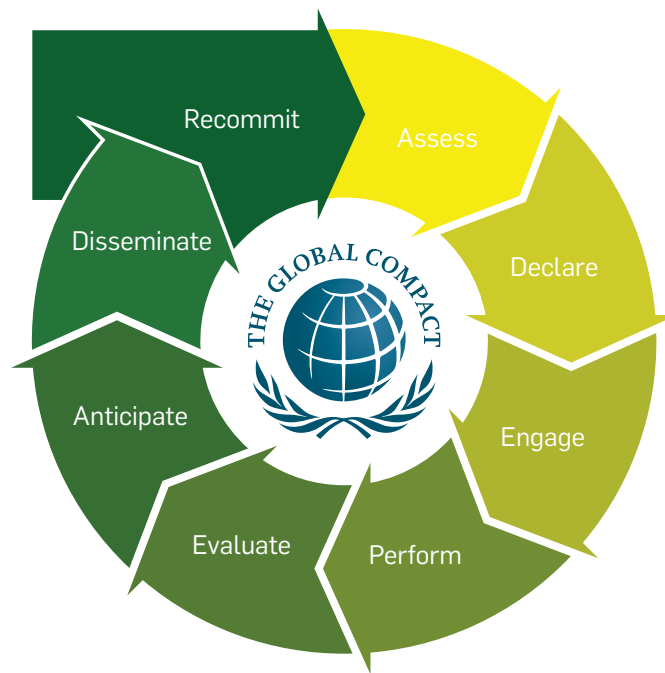 Recommit
Assess
Declare
Engage
Perform
Evaluate
Anticipate
Disseminate
THE GLOBAL COMPACT